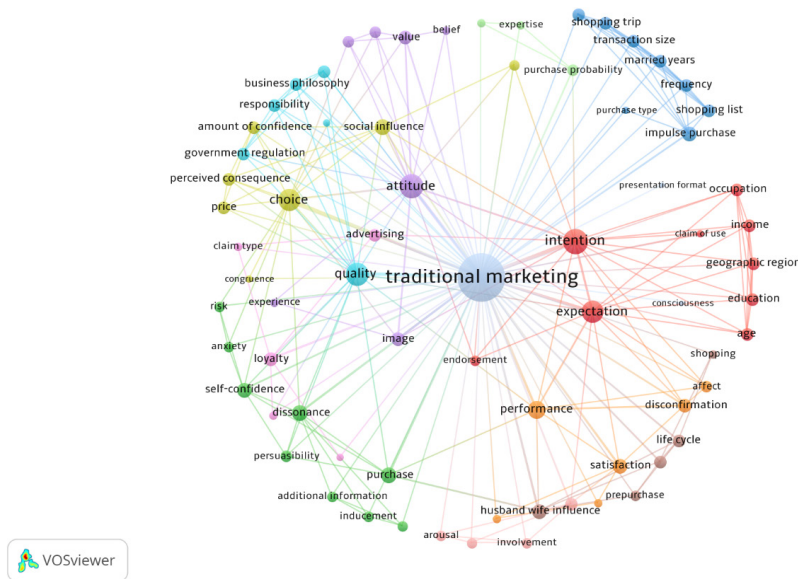 shopping trip
expertise
belief
value
transaction size
married years
purchase probability
business philosophy
frequency
responsibility
shopping list
purchase type
amount of confidence
social influence
impulse purchase
government regulation
perceived consequence
attitude
presentation format
occupation
choice
price
income
claim of use
advertising
intention
claim type
geographic region
quality
traditional marketing
congruence
education
experience
consciousness
risk
expectation
age
image
anxiety
shopping
loyalty
endorsement
affect
self-confidence
disconfirmation
dissonance
performance
life cycle
persuasibility
satisfaction
purchase
additional information
prepurchase
husband wife influence
inducement
arousal
involvement
VOSviewer